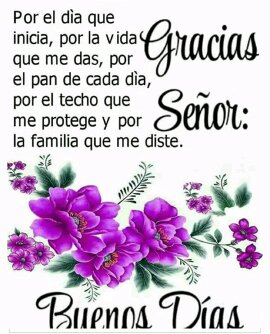 Gracias
Señor:
Por el dìa que
inicia, por la vida
que me das, por
el pan de cada dìa,
por el techo que
me protege y por
la familia que me diste.
Buenos Días